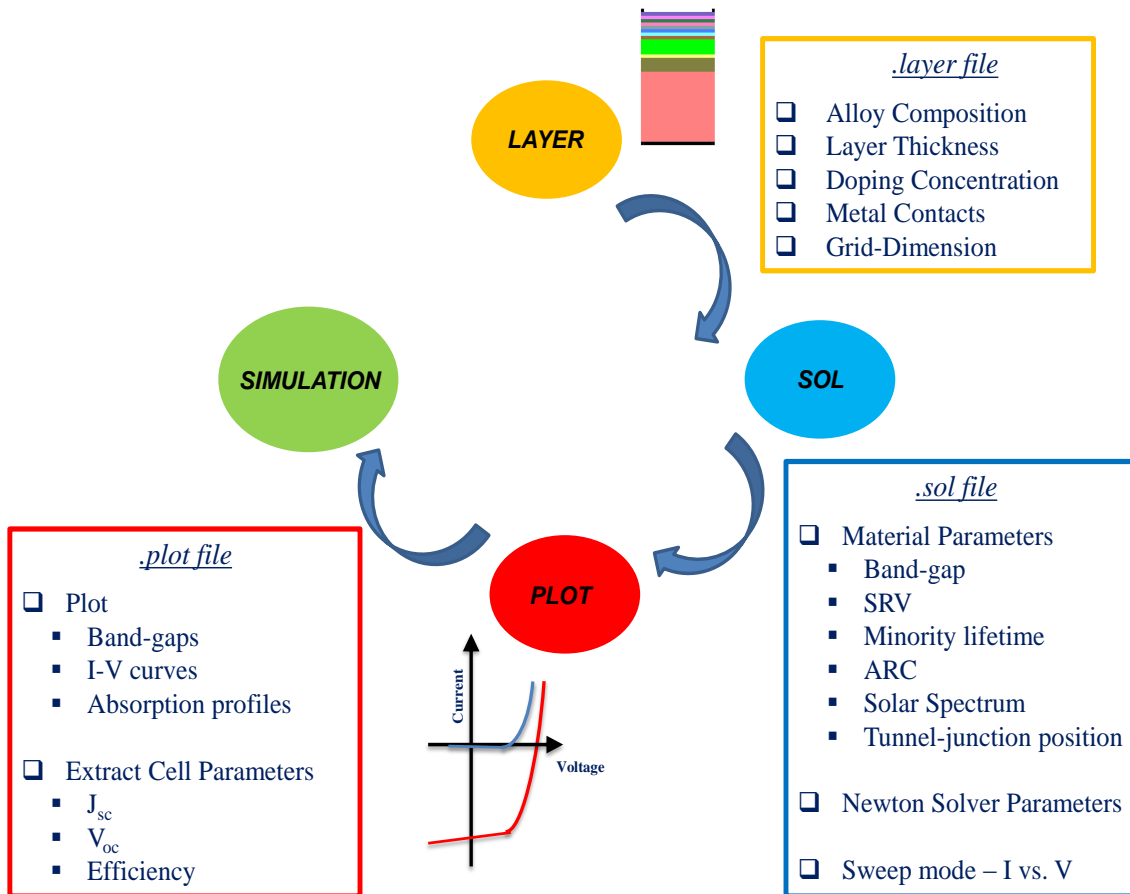 LAYER
.layer file
❑ Alloy Composition
❑ Layer Thickness
❑ Doping Concentration
❑ Metal Contacts
❑ Grid-Dimension
SIMULATION
SOL
.sol file
❑ Material Parameters
▪ Band-gap
▪ SRV
▪ Minority lifetime
▪ ARC
▪ Solar Spectrum
▪ Tunnel-junction position
❑ Newton Solver Parameters
❑ Sweep mode – I vs. V
PLOT
.plot file
❑ Plot
▪ Band-gaps
▪ I-V curves
▪ Absorption profiles
❑ Extract Cell Parameters
▪ Jsc
▪ Voc
▪ Efficiency
Current
Voltage